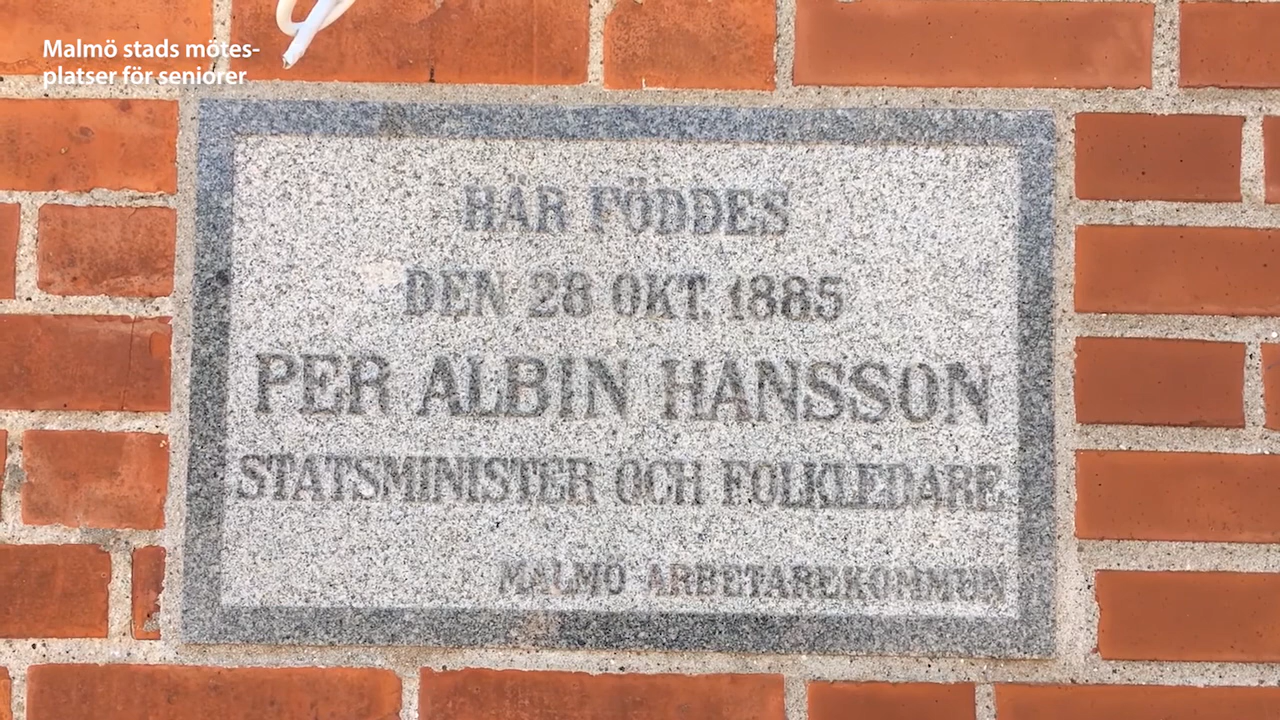 Malmö stads mötes-
platser för seniorer
HÄR FÖDDES
DEN 28 OKT. 1885
PER ALBIN HANSSON
STATSMINISTER OCH FOLKLEDARE
MALMÖ ARBETAREKOMMUN